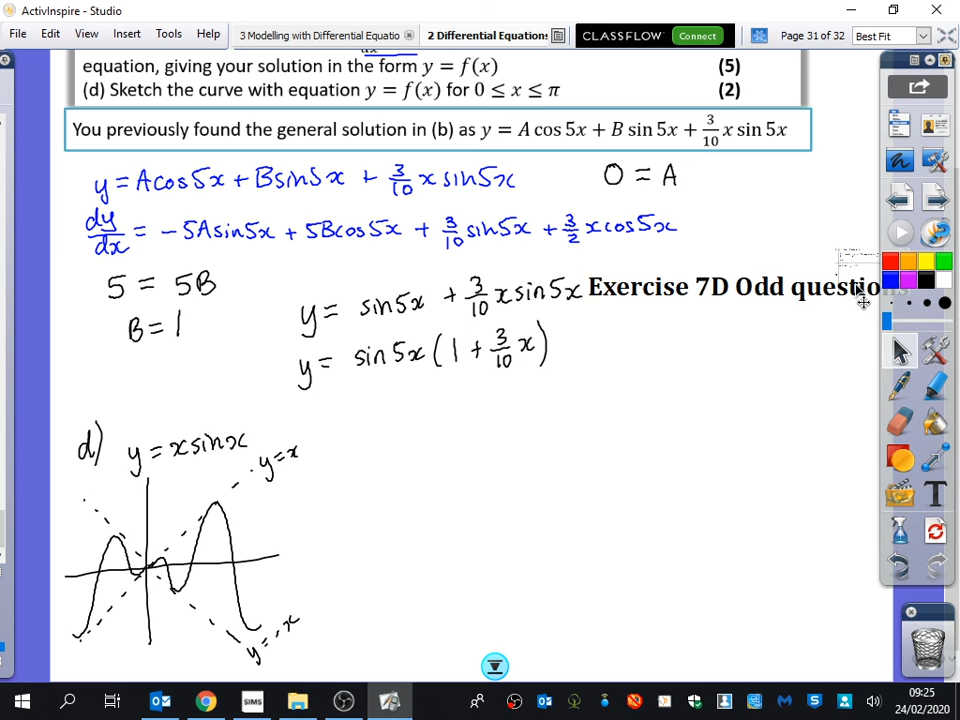 ActivInspire - Studio
File Edit View Insert Tools Help
3 Modelling with Differential Equatio
2 Differential Equations
CLASSFLOW Connect
Page 31 of 32
Best Fit
equation, giving your solution in the form y = f(x) (5)
(d) Sketch the curve with equation y = f(x) for 0 ≤ x ≤ π (2)
You previously found the general solution in (b) as y = A cos 5x + B sin 5x + 3/10 x sin 5x
y = Acos5x + Bsin5x + 3/10 x sin5x
0 = A
dy/dx = -5Asin5x + 5Bcos5x + 3/10 sin5x + 3/2 xcos5x
5 = 5B
B = 1
y = sin5x + 3/10 xsin5x
Exercise 7D Odd questions
y = sin5x (1 + 3/10 x)
d) y = xsinx
y=x
y=-x
09:25
24/02/2020